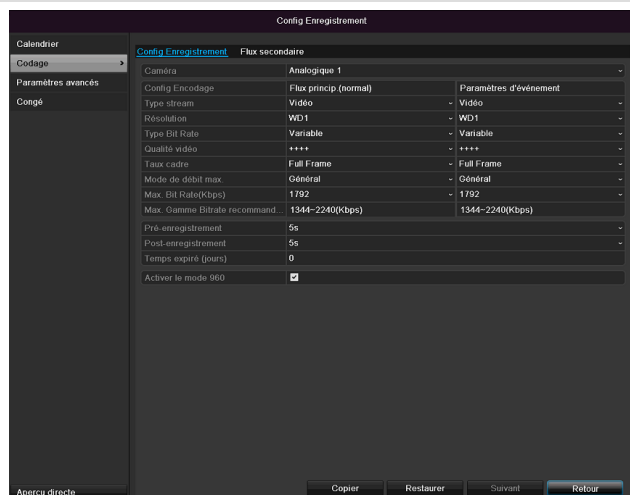 Config Enregistrement
Calendrier
Codage
Paramètres avancés
Congé
Config Enregistrement Flux secondaire
Caméra Analogique 1
Config Encodage Flux princip.(normal) Paramètres d'événement
Type stream Vidéo Vidéo
Résolution WD1 WD1
Type Bit Rate Variable Variable
Qualité vidéo ++++ ++++
Taux cadre Full Frame Full Frame
Mode de débit max. Général Général
Max. Bit Rate(Kbps) 1792 1792
Max. Gamme Bitrate recommand... 1344~2240(Kbps) 1344~2240(Kbps)
Pré-enregistrement 5s
Post-enregistrement 5s
Temps expiré (jours) 0
Activer le mode 960
Aperçu directe
Copier Restaurer Suivant Retour